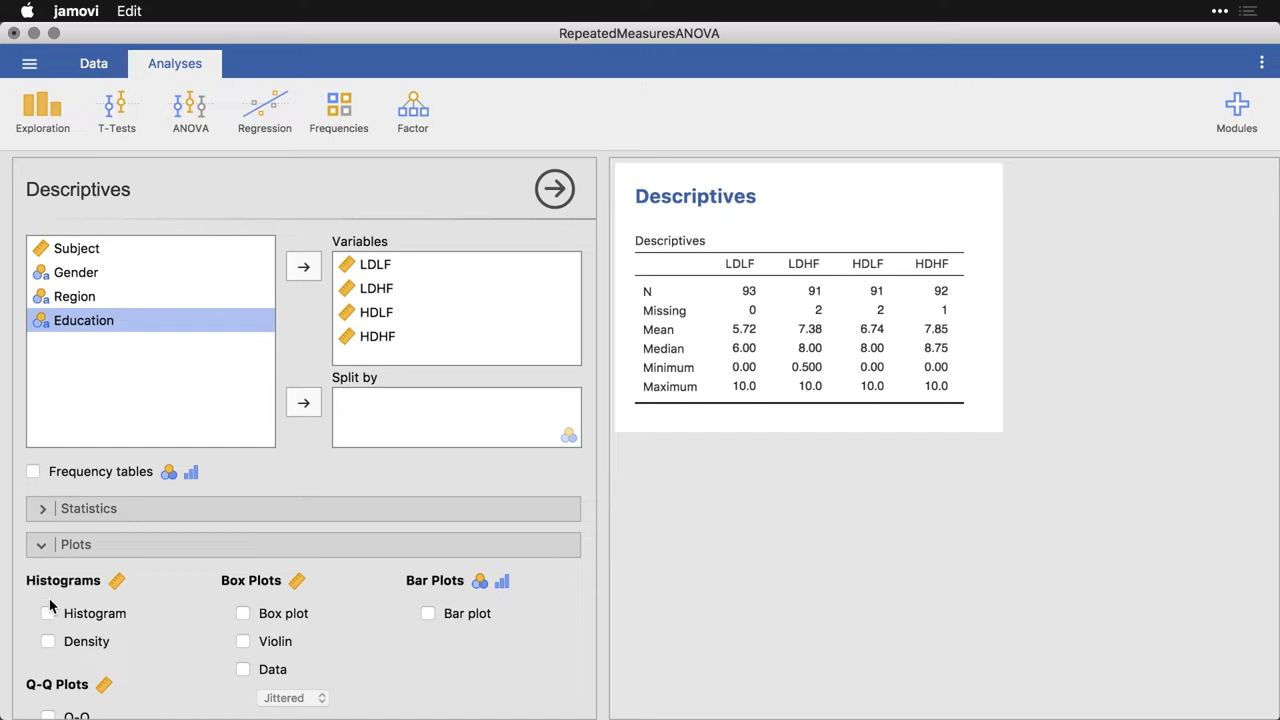 jamovi Edit
RepeatedMeasuresANOVA
Data Analyses
Exploration T-Tests ANOVA Regression Frequencies Factor Modules
Descriptives
Subject
Gender
Region
Education
Variables
LDLF
LDHF
HDLF
HDHF
Split by
Frequency tables
Statistics
Plots
Histograms Box Plots Bar Plots
Histogram Box plot Bar plot
Density Violin
Data
Q-Q Plots
Jittered
Q-Q
Descriptives
Descriptives
LDLF LDHF HDLF HDHF
N 93 91 91 92
Missing 0 2 2 1
Mean 5.72 7.38 6.74 7.85
Median 6.00 8.00 8.00 8.75
Minimum 0.00 0.500 0.00 0.00
Maximum 10.0 10.0 10.0 10.0